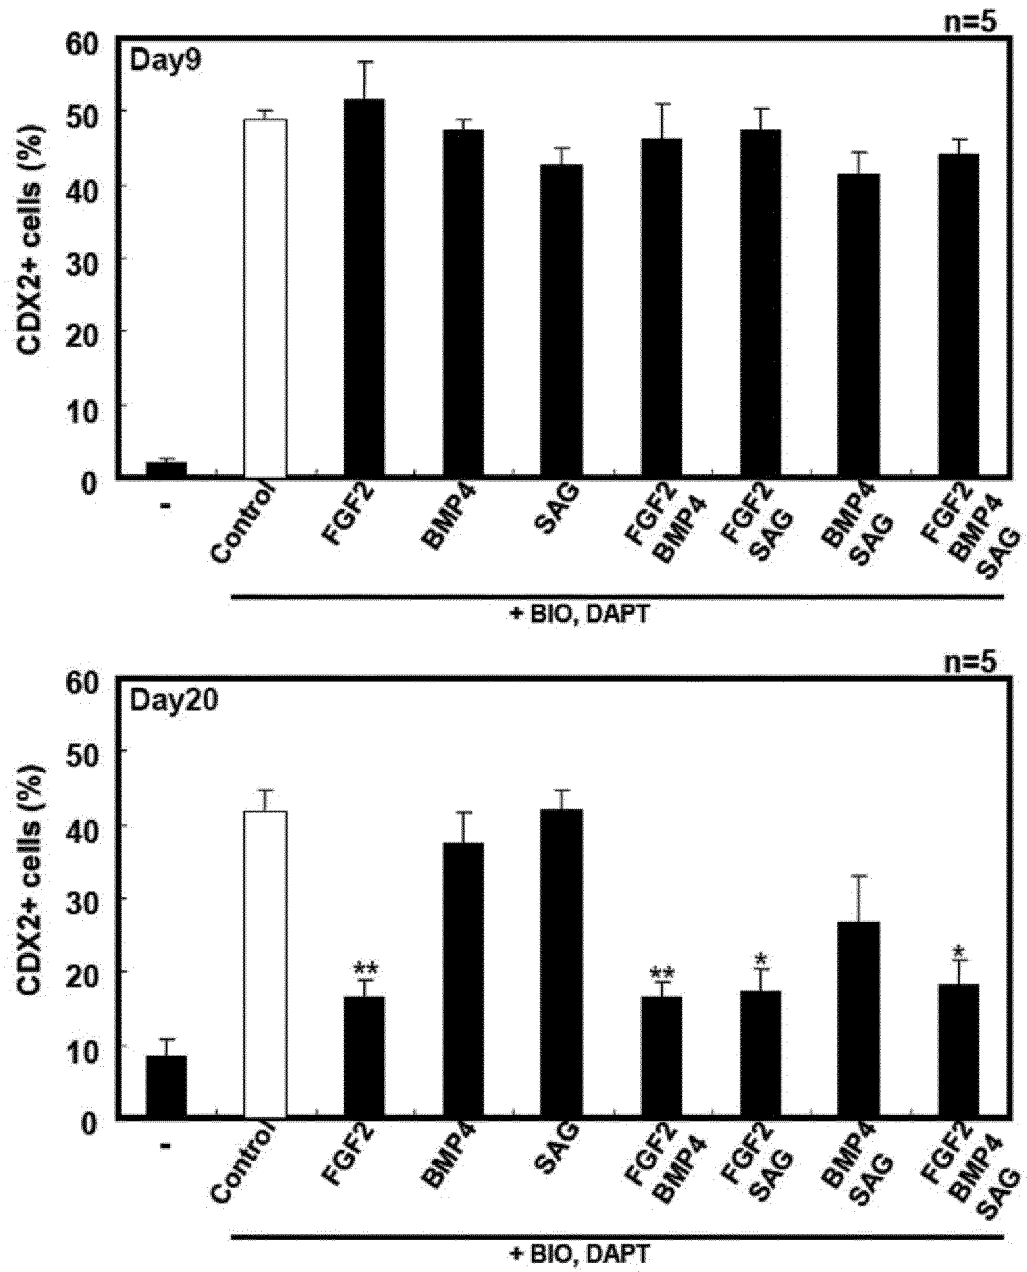 n=5
60
Day9
50
40
30
20
10
0
CDX2+ cells (%)
-
Control
FGF2
BMP4
SAG
FGF2
BMP4
FGF2
SAG
BMP4
SAG
FGF2
BMP4
SAG
+ BIO, DAPT
n=5
60
Day20
50
40
30
20
10
0
CDX2+ cells (%)
**
**
*
*
-
Control
FGF2
BMP4
SAG
FGF2
BMP4
FGF2
SAG
BMP4
SAG
FGF2
BMP4
SAG
+ BIO, DAPT